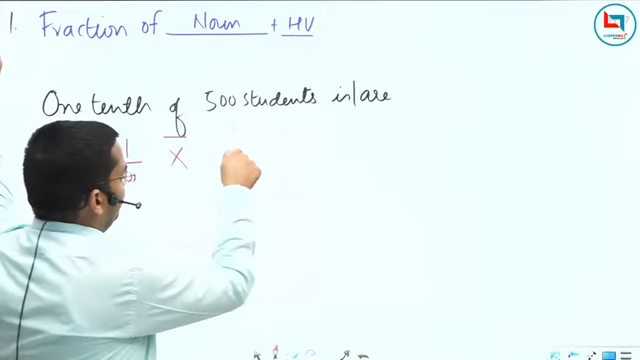 1. Fraction of Noun + HV
One tenth of 500 students is/are
1
X